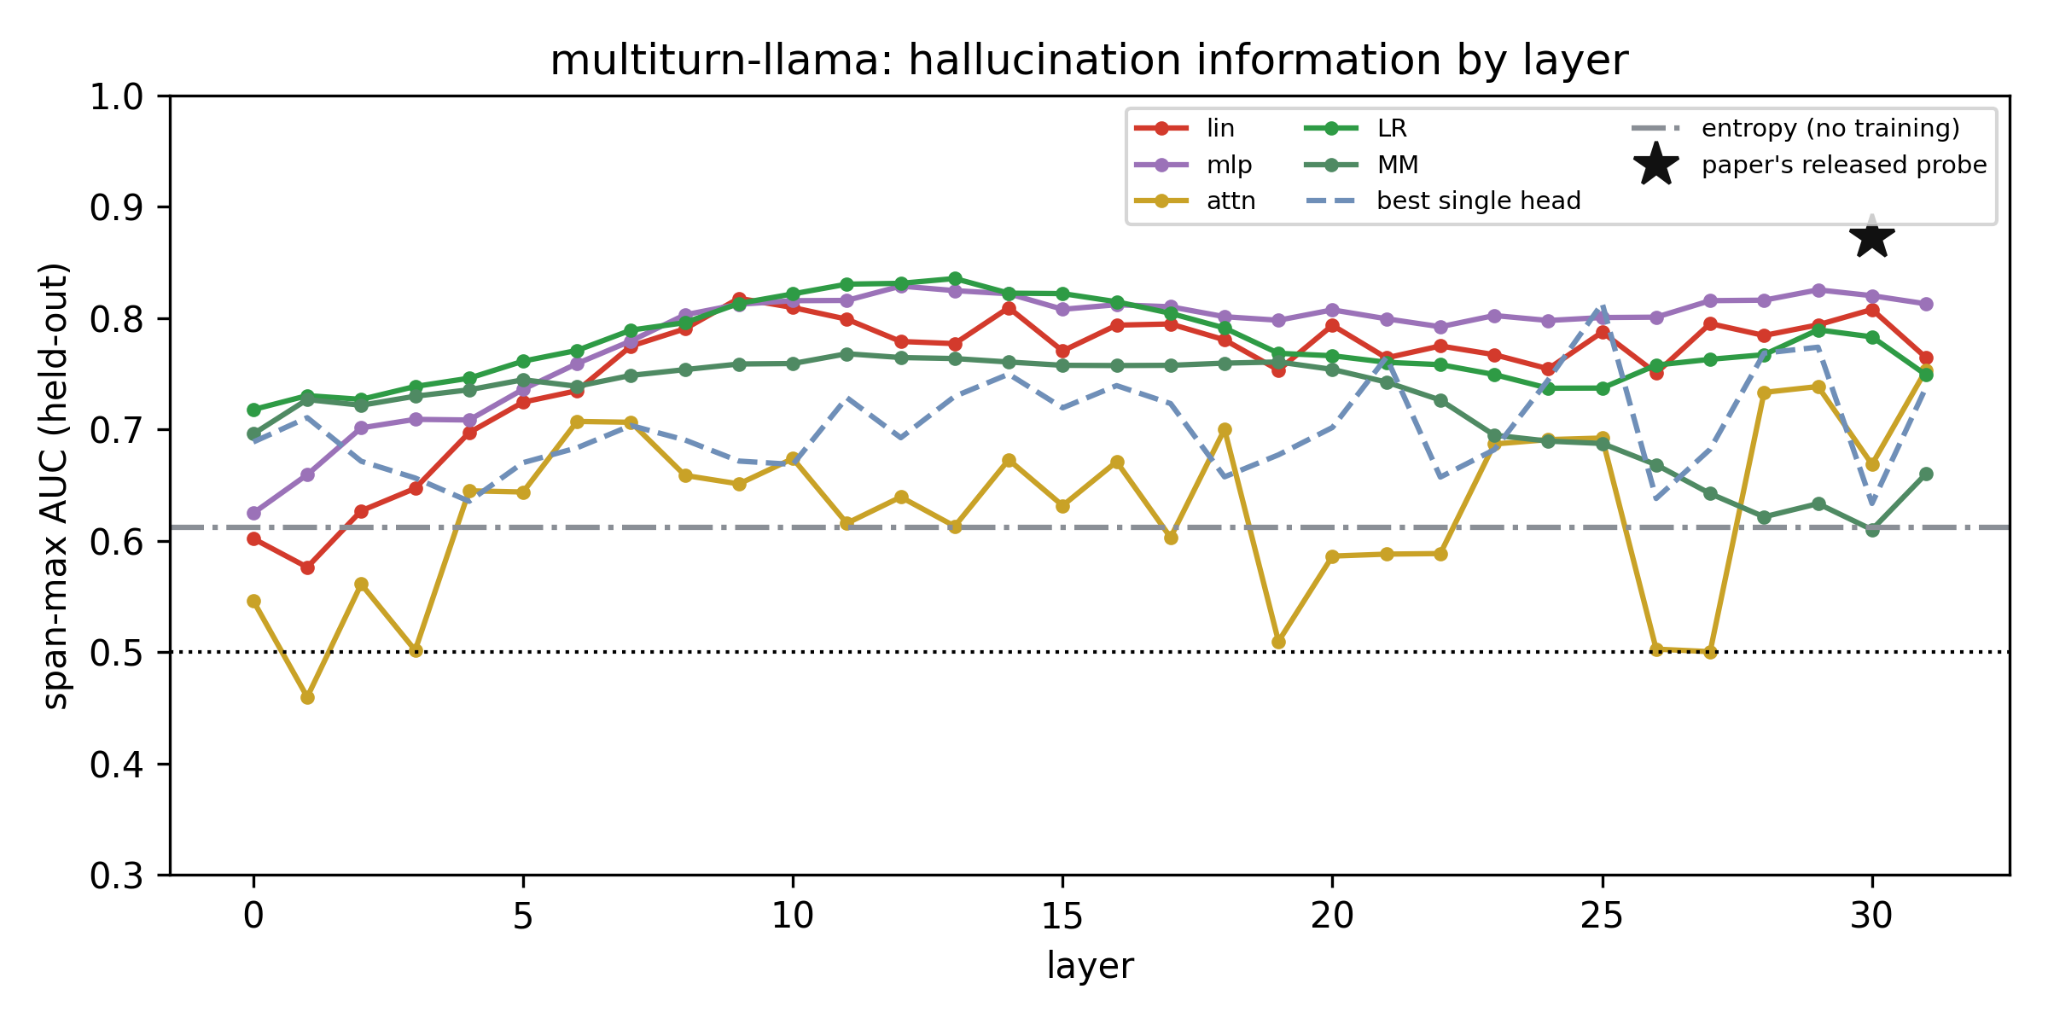 multiturn-llama: hallucination information by layer
1.0
0.9
0.8
0.7
0.6
0.5
0.4
0.3
span-max AUC (held-out)
lin
mlp
attn
LR
MM
best single head
entropy (no training)
paper's released probe
0 5 10 15 20 25 30
layer